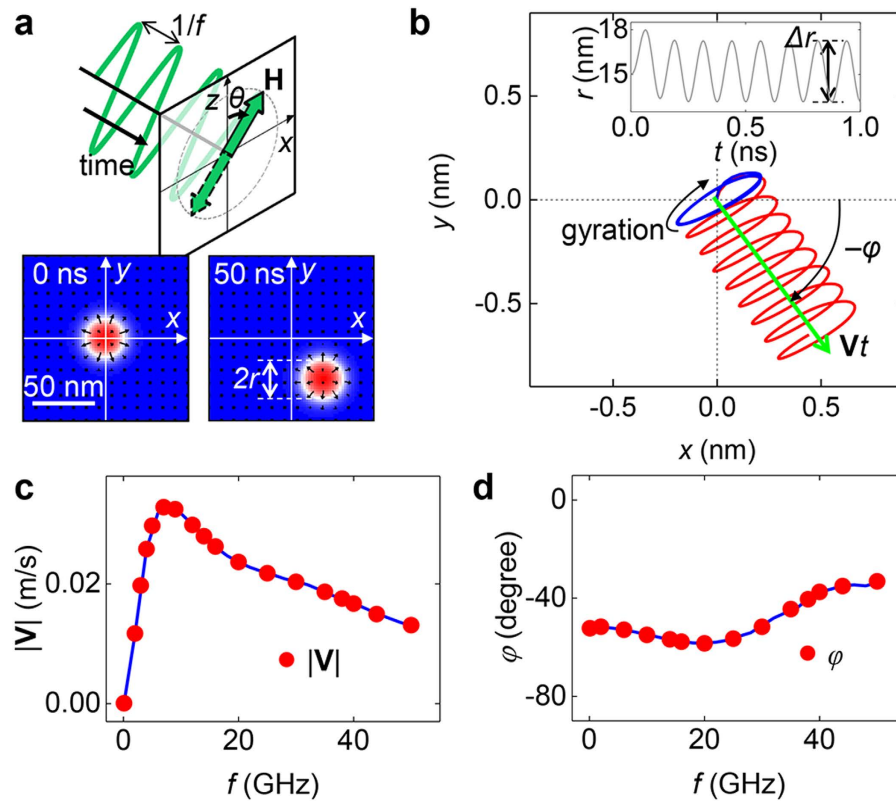 a
1/f
H
z
θ
x
time
0 ns
y
x
50 nm
50 ns
y
x
2r
b
18
15
r (nm)
Δr
0.0
0.5
1.0
t (ns)
0.8
0.0
-0.5
y (nm)
gyration
–φ
Vt
-0.5
0.0
0.5
x (nm)
c
0.02
0.00
|V| (m/s)
|V|
0
20
40
f (GHz)
d
0
-40
-80
φ (degree)
φ
0
20
40
f (GHz)